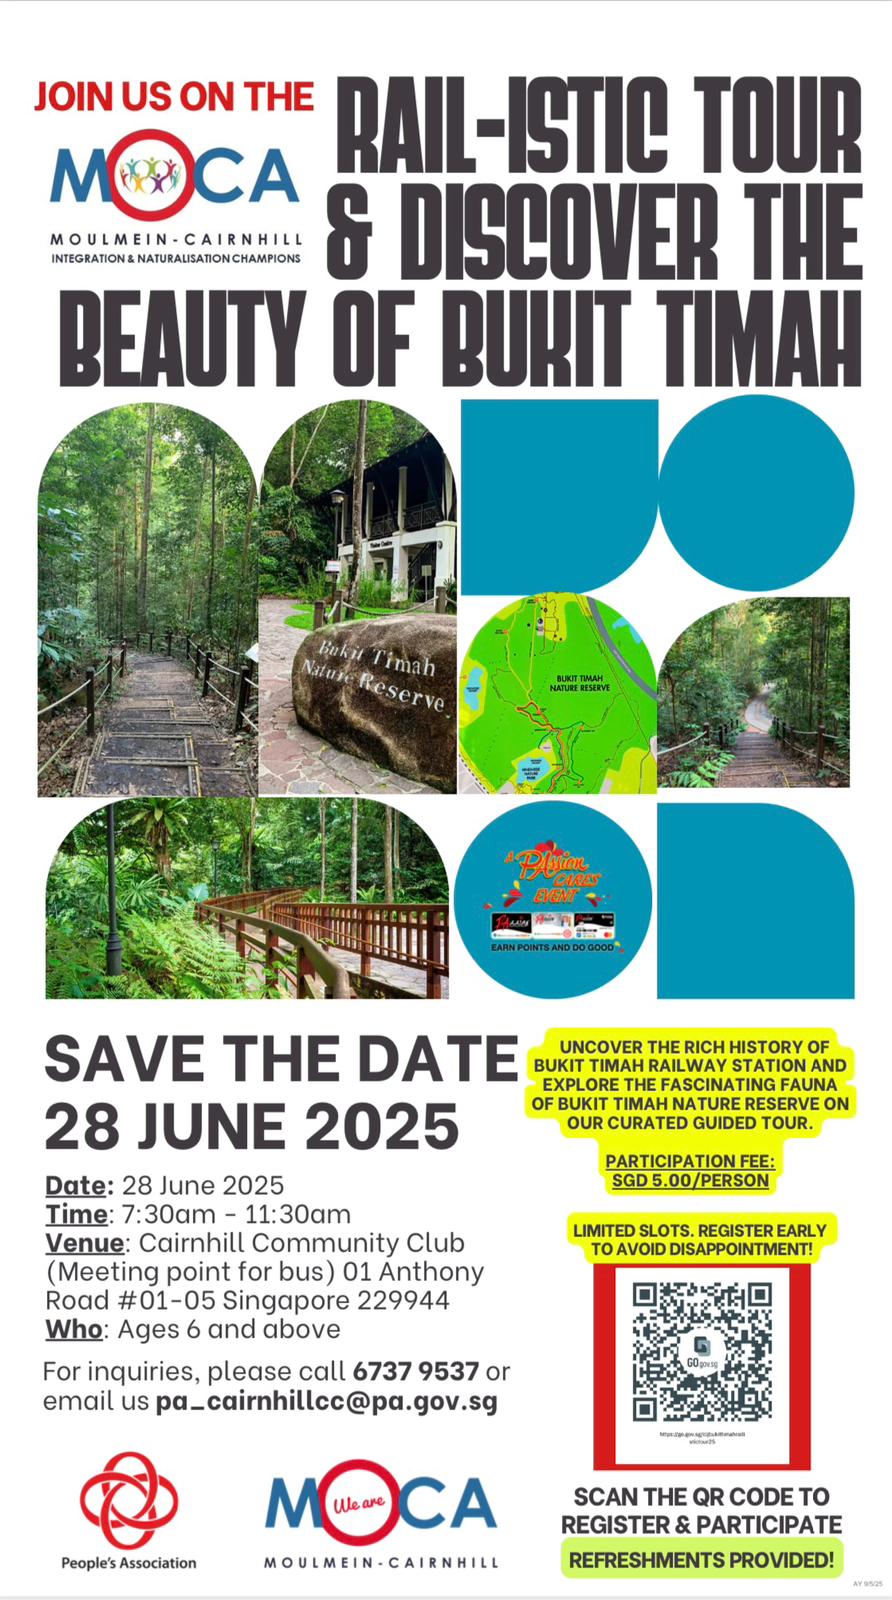 JOIN US ON THE
MOCA
MOULMEIN-CAIRNHILL
INTEGRATION & NATURALISATION CHAMPIONS
RAIL-ISTIC TOUR
& DISCOVER THE
BEAUTY OF BUKIT TIMAH
Visitor Centre
Bukit Timah
Nature Reserve
BUKIT TIMAH
NATURE RESERVE
A
PAssion
CARES
EVENT
EARN POINTS AND DO GOOD
SAVE THE DATE
28 JUNE 2025
Date: 28 June 2025
Time: 7:30am - 11:30am
Venue: Cairnhill Community Club
(Meeting point for bus) 01 Anthony
Road #01-05 Singapore 229944
Who: Ages 6 and above
For inquiries, please call 6737 9537 or
email us pa_cairnhillcc@pa.gov.sg
UNCOVER THE RICH HISTORY OF
BUKIT TIMAH RAILWAY STATION AND
EXPLORE THE FASCINATING FAUNA
OF BUKIT TIMAH NATURE RESERVE ON
OUR CURATED GUIDED TOUR.
PARTICIPATION FEE:
SGD 5.00/PERSON
LIMITED SLOTS. REGISTER EARLY
TO AVOID DISAPPOINTMENT!
GO.gov.sg
SCAN THE QR CODE TO
REGISTER & PARTICIPATE
REFRESHMENTS PROVIDED!
People's Association
MOCA
We are
MOULMEIN-CAIRNHILL
AY 9/5/25